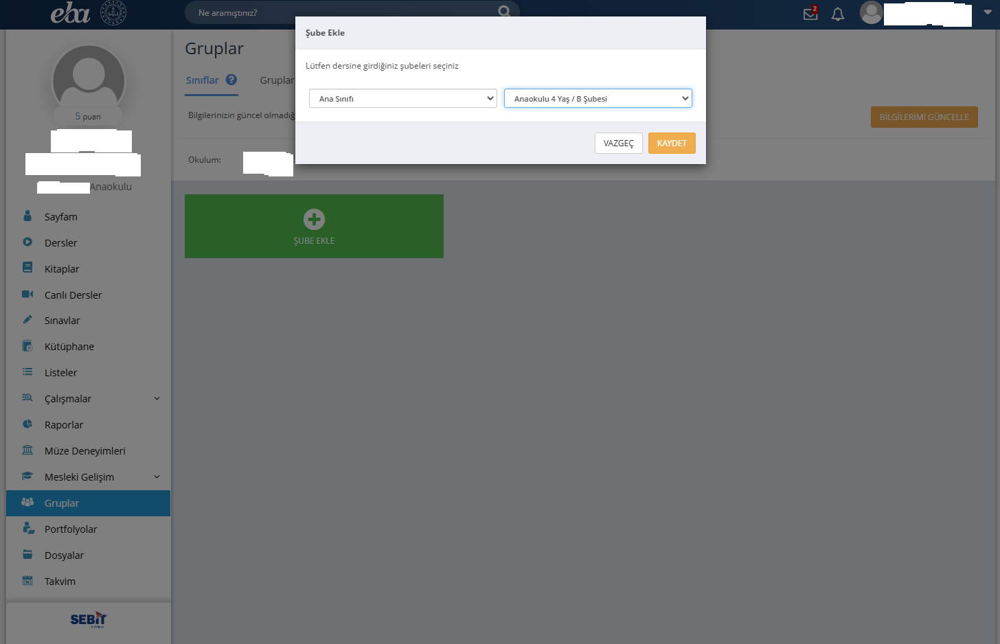 eba
Ne aramıştınız?
2
Şube Ekle
Lütfen dersine girdiğiniz şubeleri seçiniz
Ana Sınıfı
Anaokulu 4 Yaş / B Şubesi
VAZGEÇ
KAYDET
Gruplar
Sınıflar ?
Gruplar
Bilgilerinizin güncel olmadığ
BİLGİLERİMİ GÜNCELLE
Okulum:
ŞUBE EKLE
5 puan
Anaokulu
Sayfam
Dersler
Kitaplar
Canlı Dersler
Sınavlar
Kütüphane
Listeler
Çalışmalar
Raporlar
Müze Deneyimleri
Mesleki Gelişim
Gruplar
Portfolyolar
Dosyalar
Takvim
SEBİT